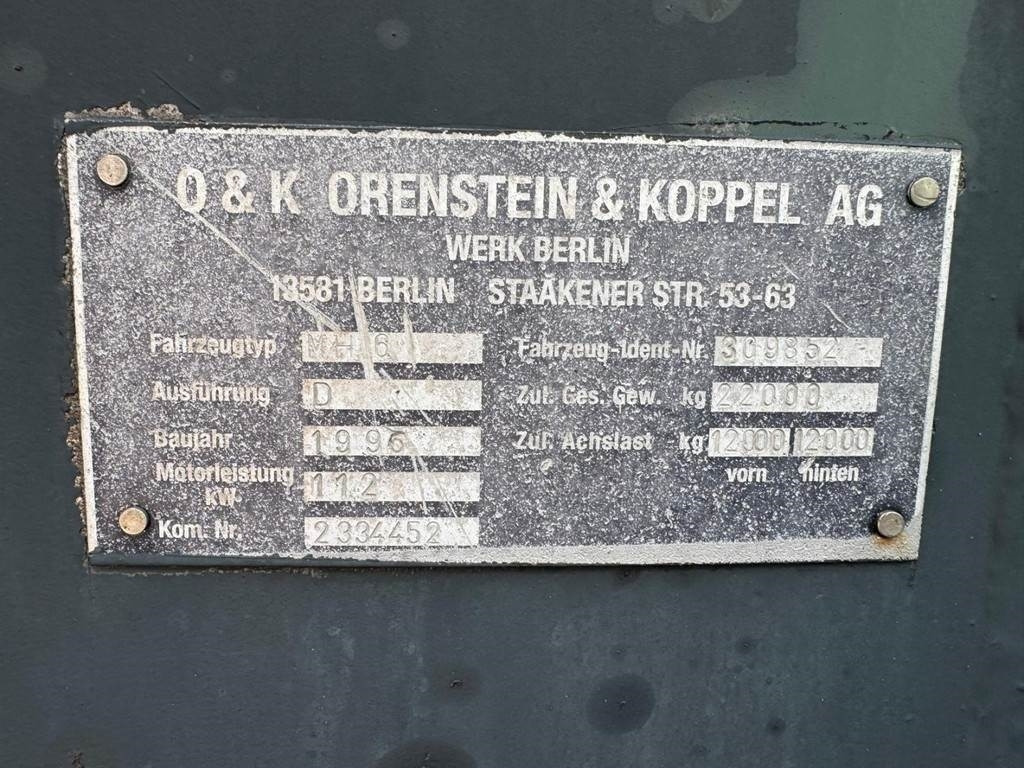 O & K ORENSTEIN & KOPPEL AG
WERK BERLIN
13581 BERLIN STAAKENER STR 53-63
Fahrzeugtyp MH 6 Fahrzeug-Ident-Nr 309852
Ausführung D Zul. Ges. Gew. kg 22000
Baujahr 1996 Zul. Achslast kg 12000 12000
Motorleistung vorn hinten
kW 112
Kom. Nr. 2334452